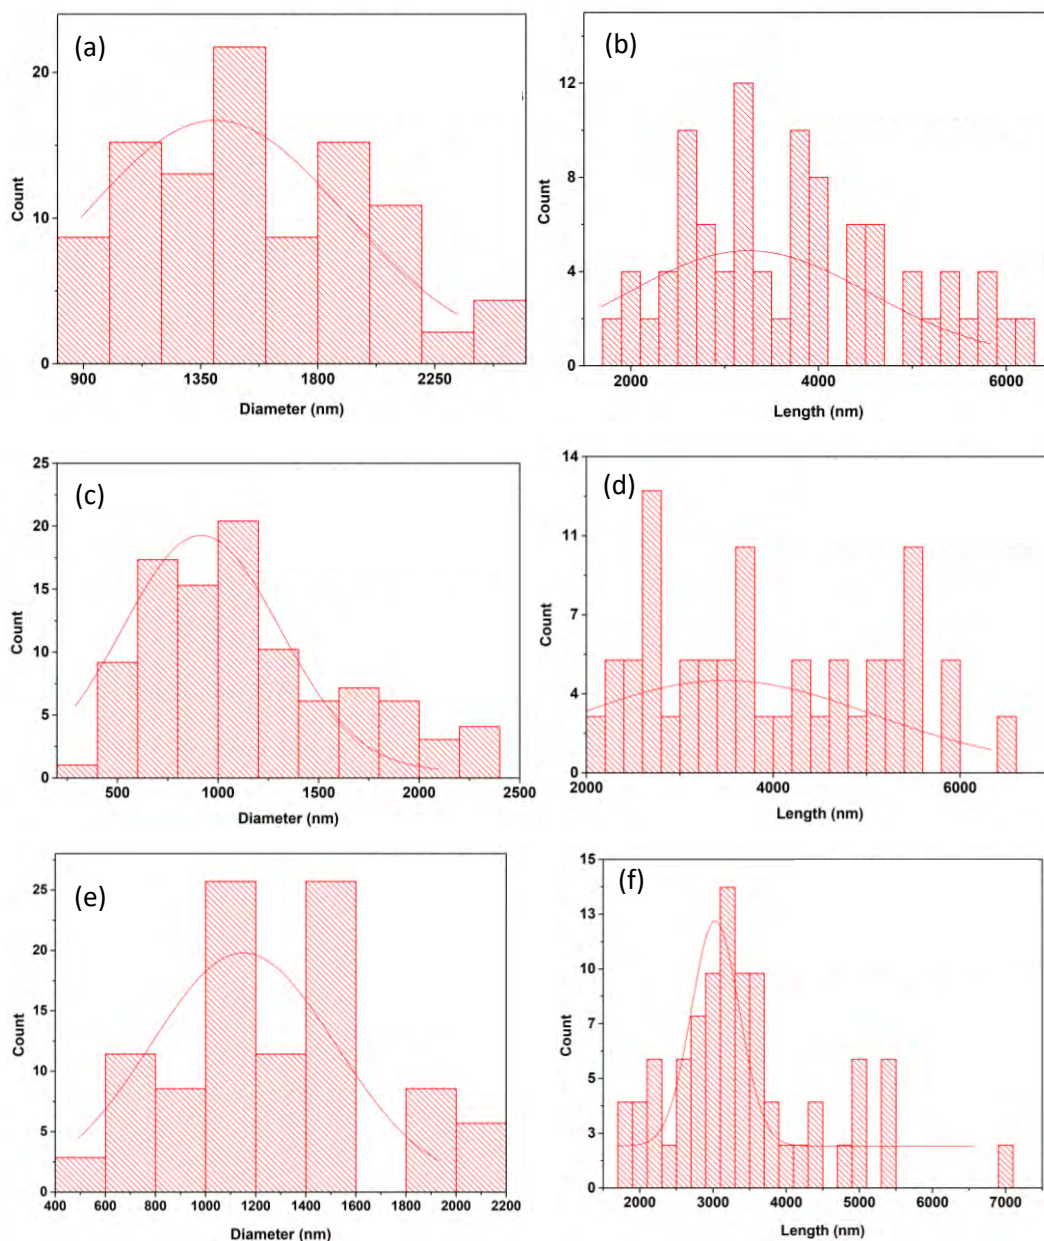 (a)
20
10
0
Count
900 1350 1800 2250
Diameter (nm)
(b)
12
8
4
0
Count
2000 4000 6000
Length (nm)
(c)
25
20
15
10
5
0
Count
500 1000 1500 2000 2500
Diameter (nm)
(d)
14
11
7
4
0
Count
2000 4000 6000
Length (nm)
(e)
25
20
15
10
5
0
Count
400 600 800 1000 1200 1400 1600 1800 2000 2200
Diameter (nm)
(f)
15
13
10
7
5
3
0
Count
2000 3000 4000 5000 6000 7000
Length (nm)